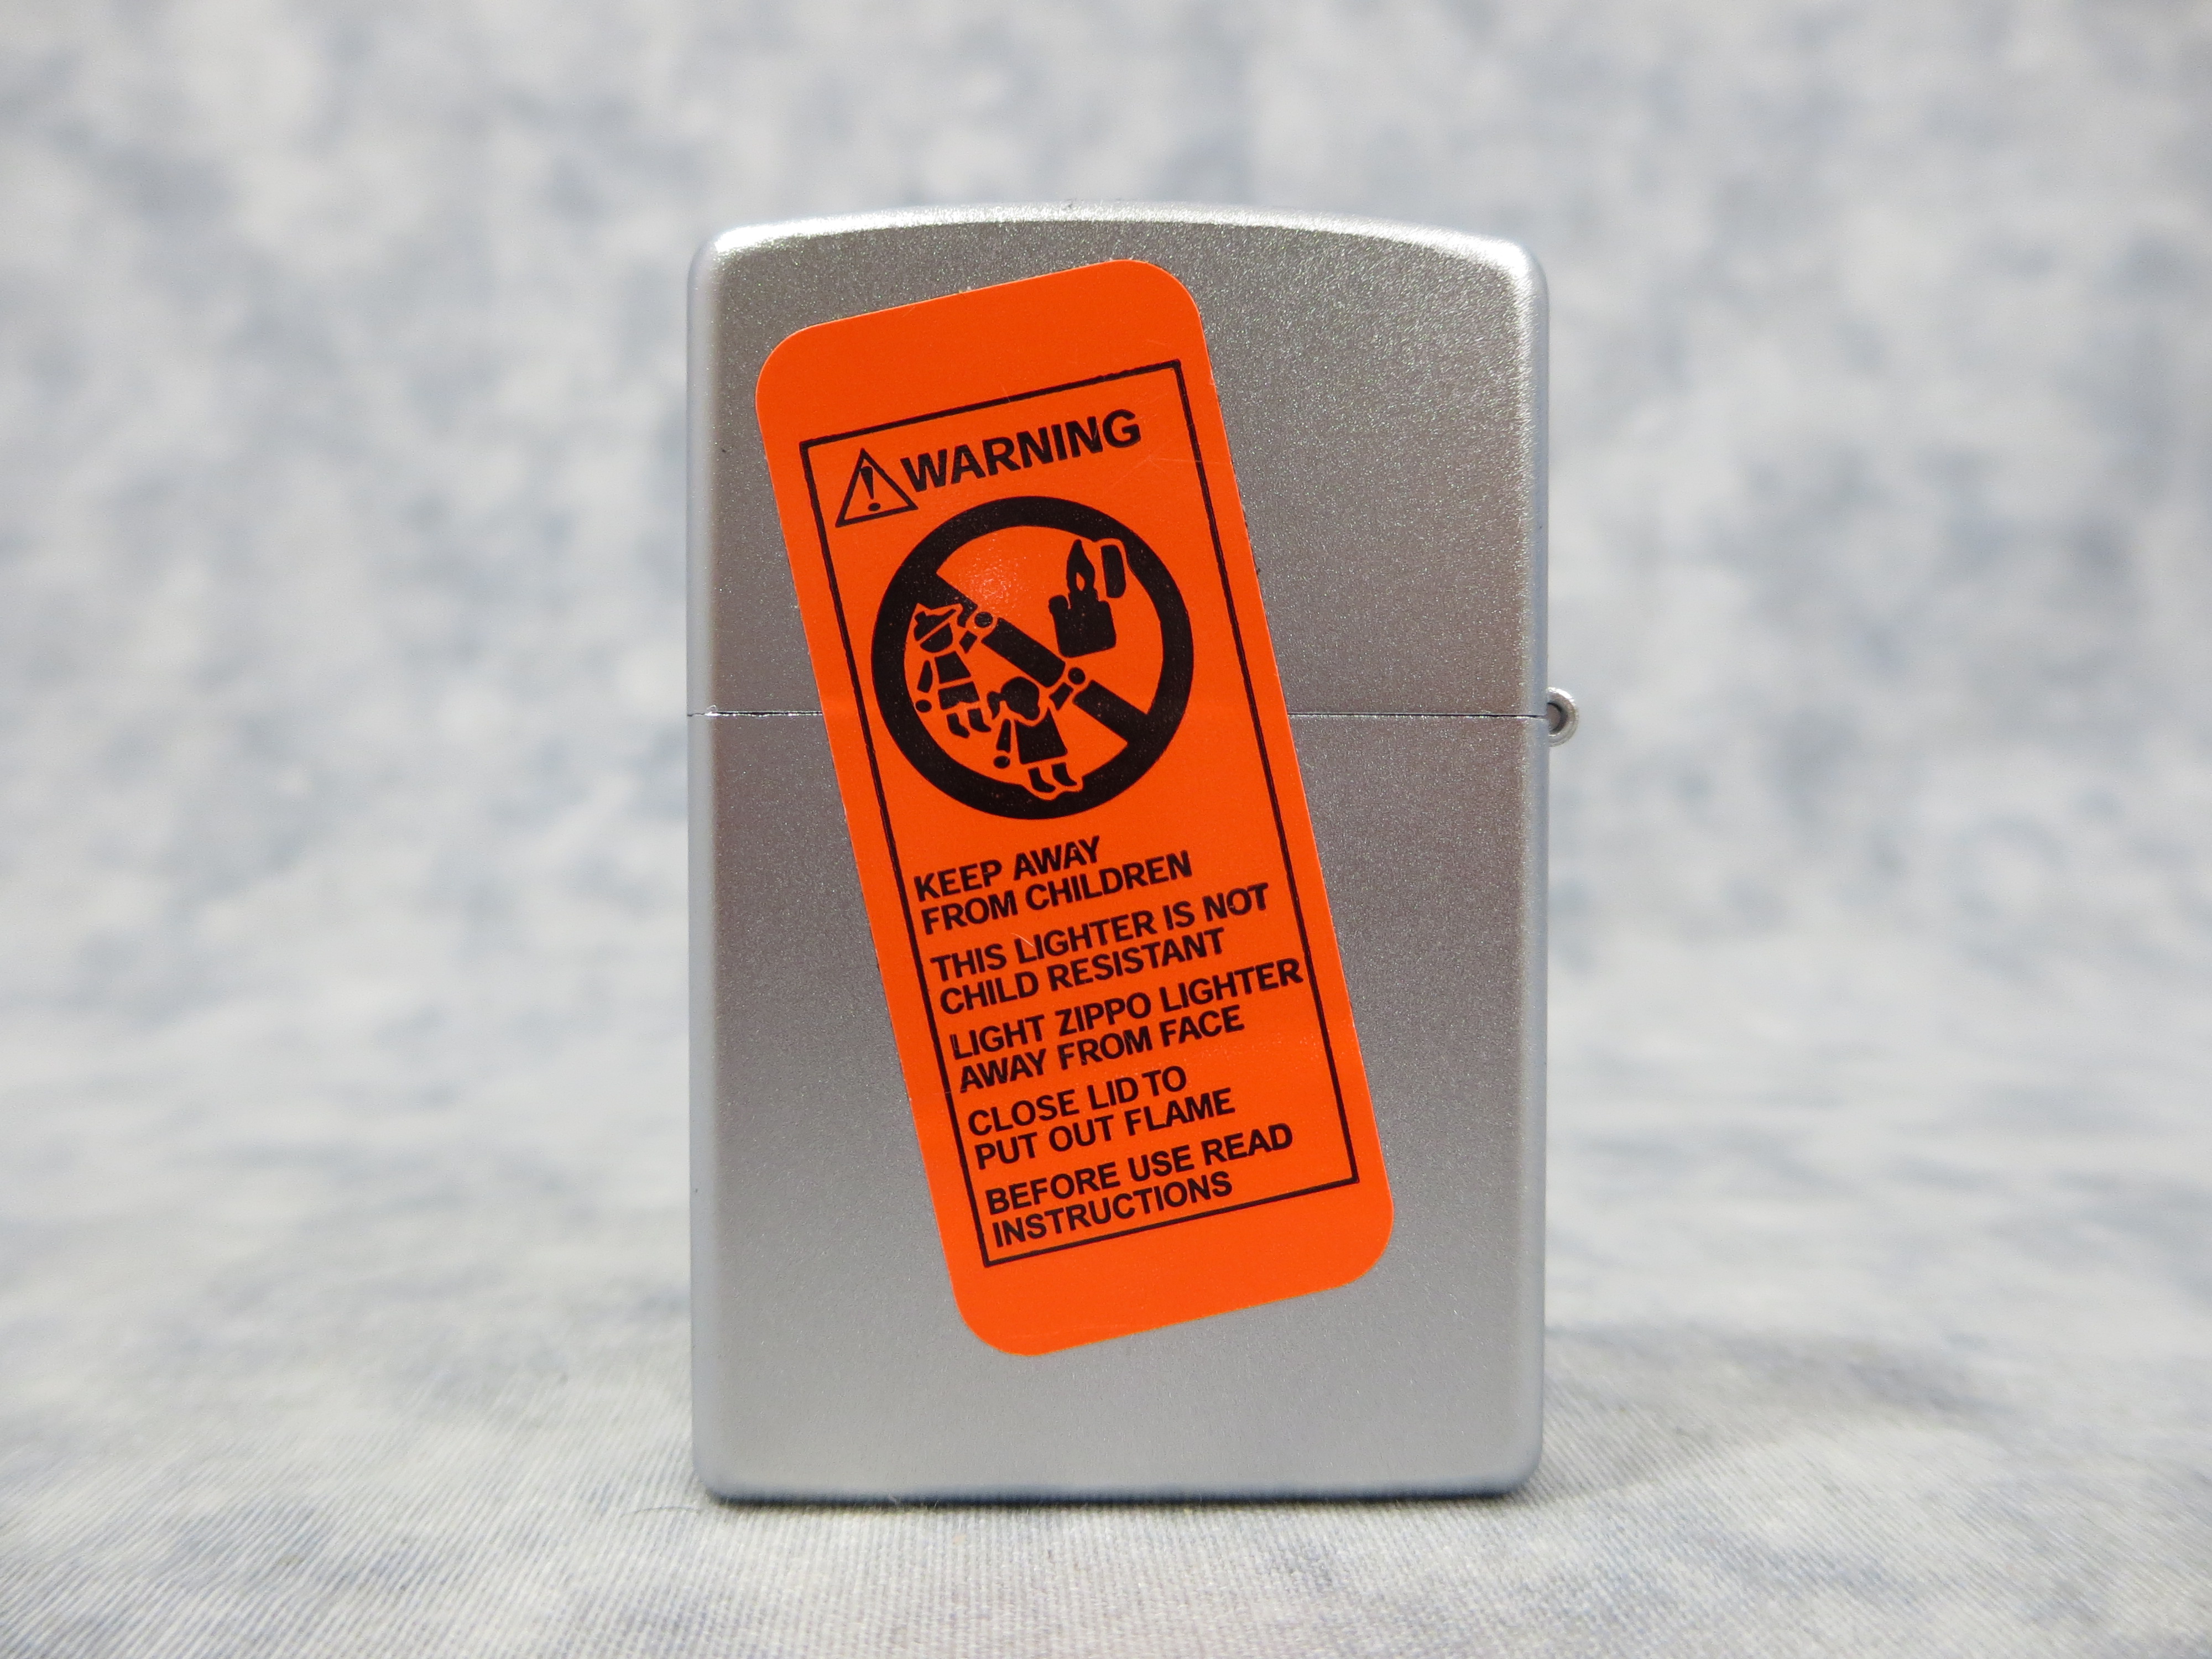 WARNING
KEEP AWAY
FROM CHILDREN
THIS LIGHTER IS NOT
CHILD RESISTANT
LIGHT ZIPPO LIGHTER
AWAY FROM FACE
CLOSE LID TO
PUT OUT FLAME
BEFORE USE READ
INSTRUCTIONS